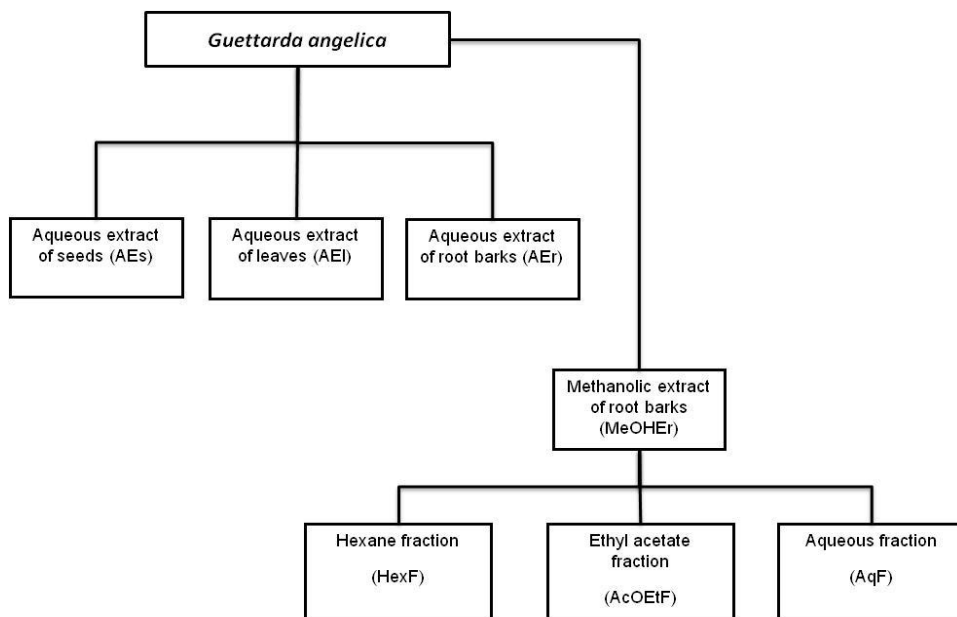 Guettarda angelica
Aqueous extract
of seeds (AEs)
Aqueous extract
of leaves (AEl)
Aqueous extract
of root barks (AEr)
Methanolic extract
of root barks
(MeOHEr)
Hexane fraction
(HexF)
Ethyl acetate
fraction
(AcOEtF)
Aqueous fraction
(AqF)